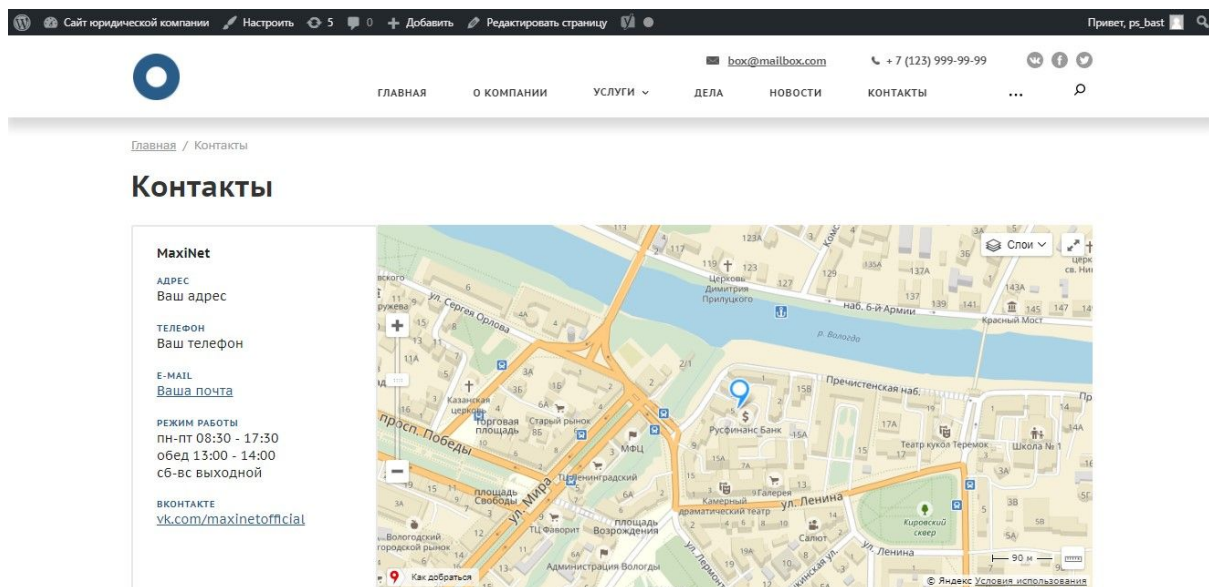 Сайт юридической компании Настроить 5 0 + Добавить Редактировать страницу Привет, ps_bast
box@mailbox.com + 7 (123) 999-99-99
ГЛАВНАЯ О КОМПАНИИ УСЛУГИ ДЕЛА НОВОСТИ КОНТАКТЫ ...
Главная / Контакты
Контакты
MaxiNet
АДРЕС
Ваш адрес
ТЕЛЕФОН
Ваш телефон
E-MAIL
Ваша почта
РЕЖИМ РАБОТЫ
пн-пт 08:30 - 17:30
обед 13:00 - 14:00
сб-вс выходной
ВКОНТАКТЕ
vk.com/maxinetofficial
Слои
Церковь
Димитрия
Прилуцкого
наб. 6-й Армии
Красный Мост
р. Вологда
ул. Сергея Орлова
Пречистенская наб.
Казанская
церковь
Торговая
площадь
Старый рынок
просп. Победы
МФЦ
Русфинанс Банк
Театр кукол Теремок
Школа № 1
ТЦ Ленинградский
ул. Мира
площадь
Свободы
Галерея
Камерный
драматический театр
ул. Ленина
Кировский
сквер
ТЦ Фаворит
площадь
Возрождения
Салют
Вологодский
городской рынок
ул. Ленина
Администрация Вологды
90 м
Как добраться
© Яндекс Условия использования